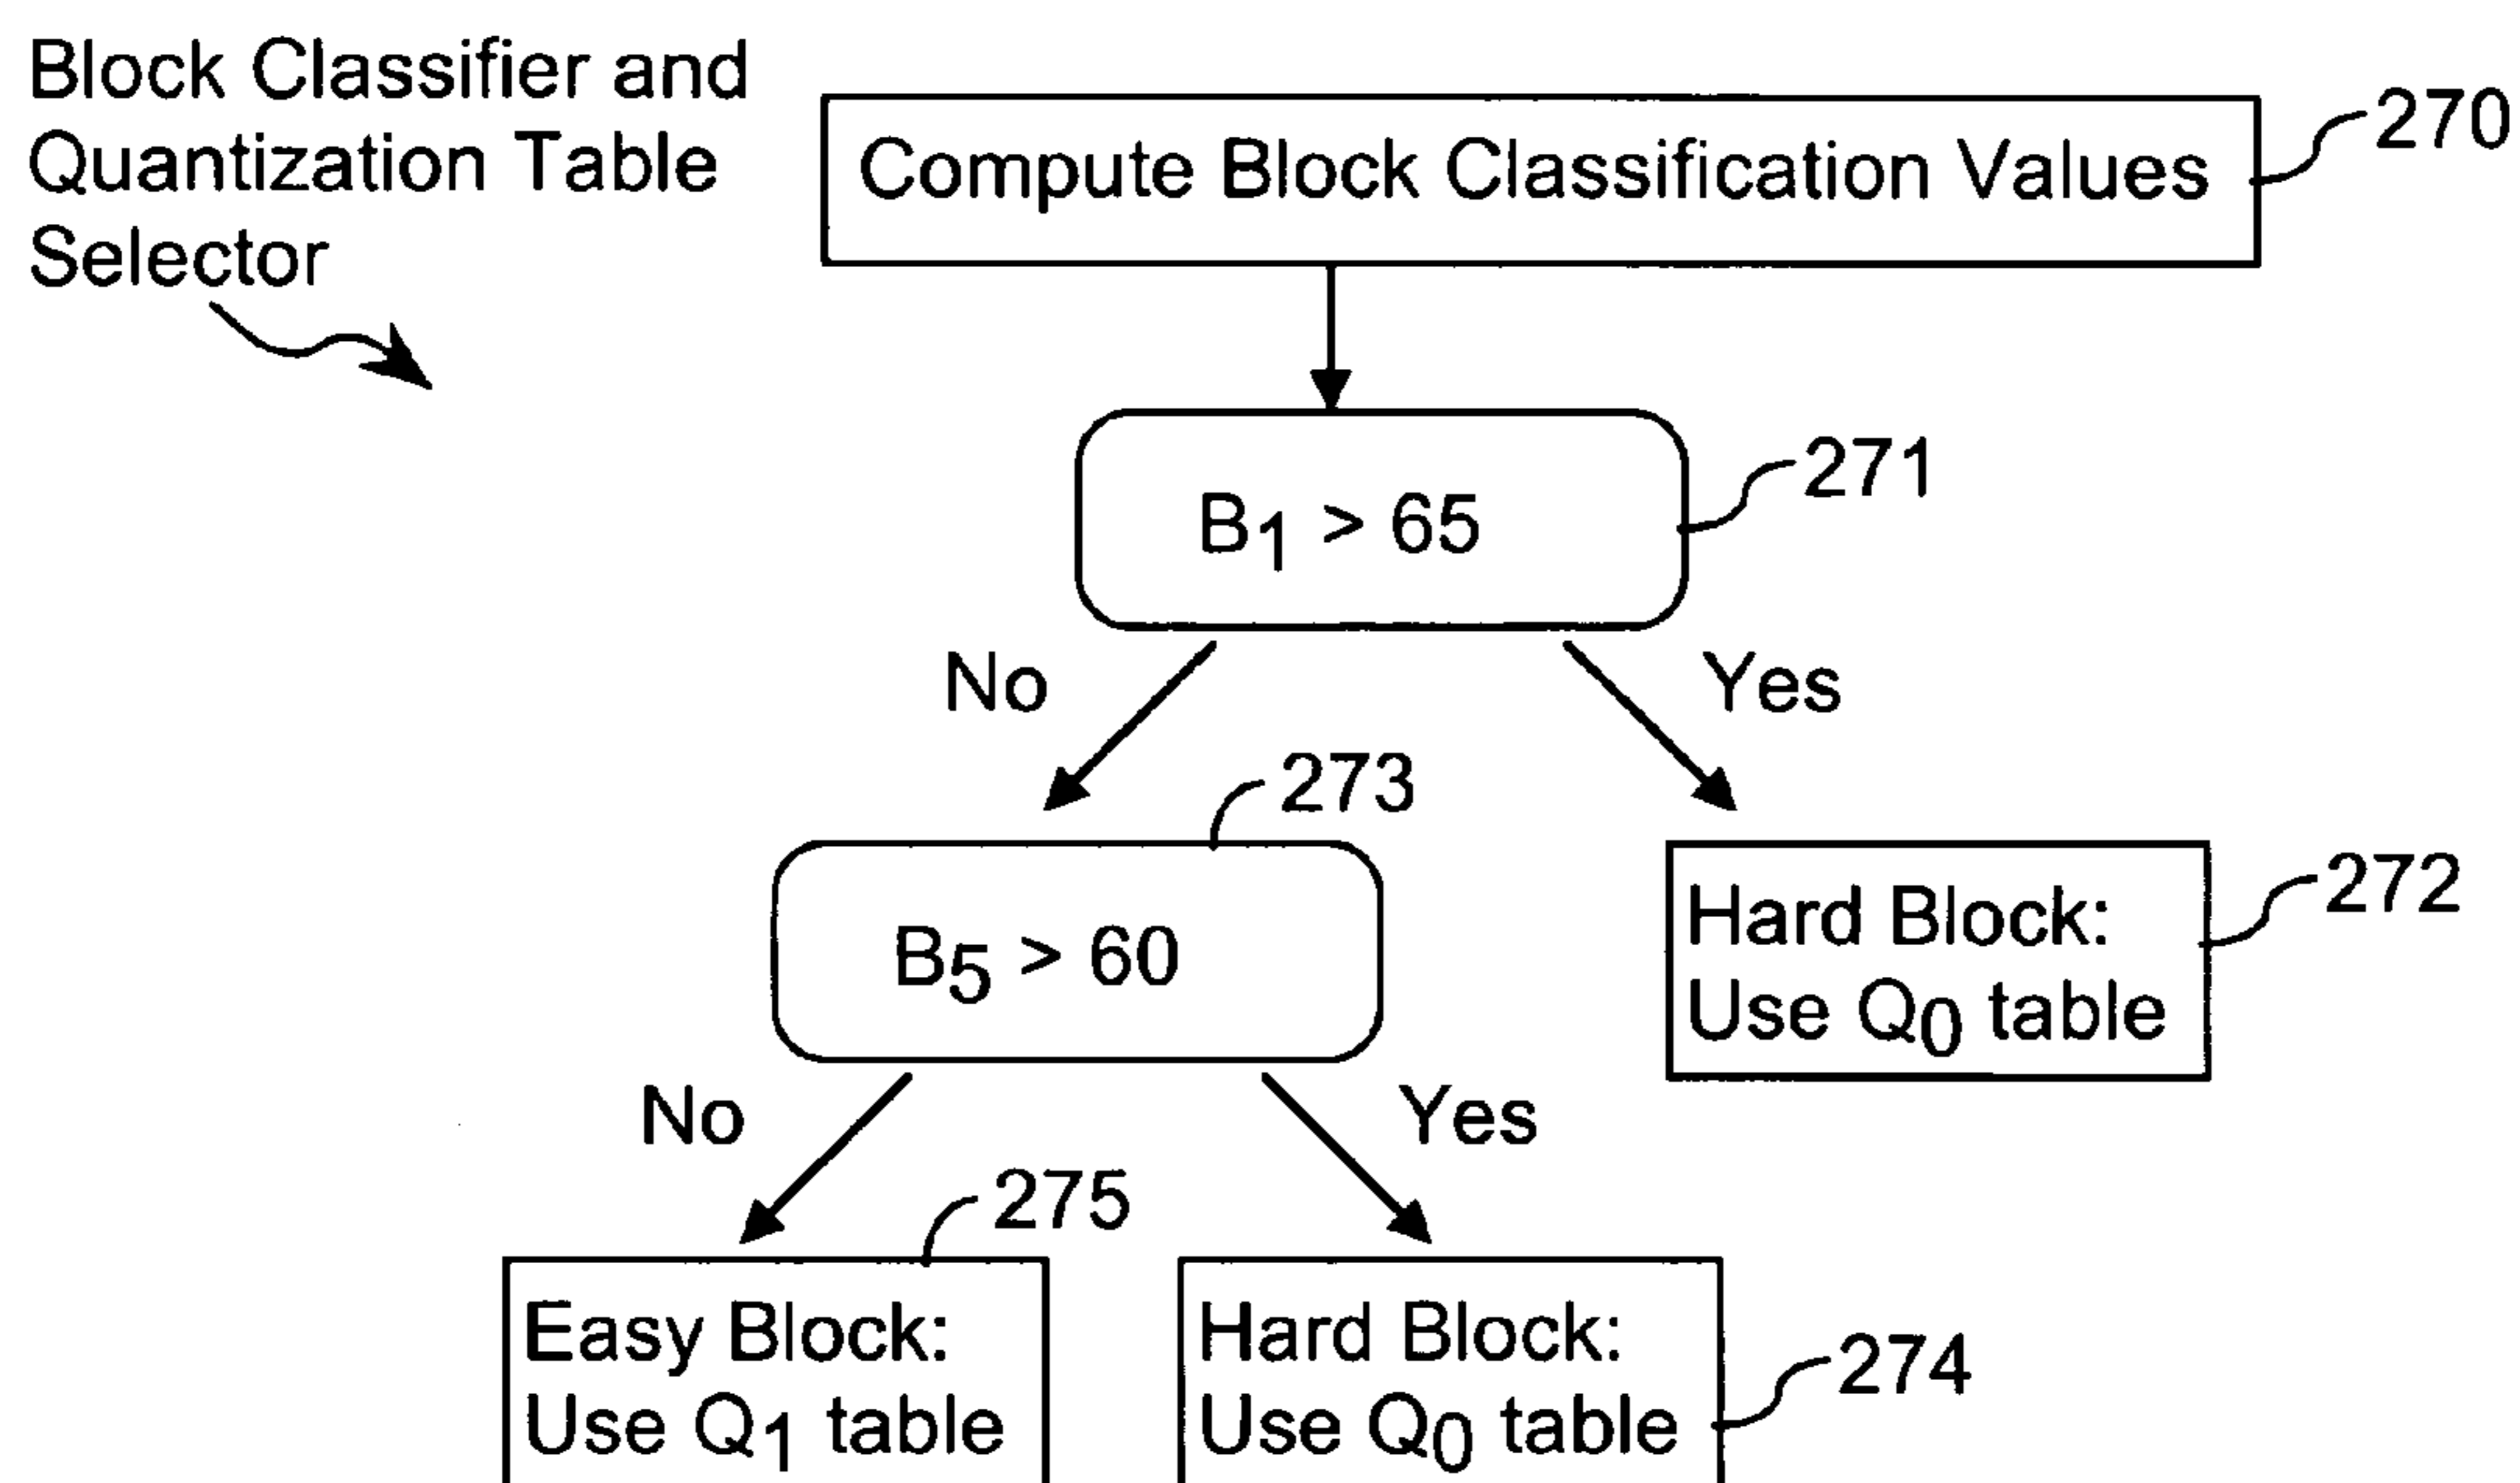 Block Classifier and
Quantization Table
Selector
Compute Block Classification Values
270
B1 > 65
271
No
Yes
273
B5 > 60
Hard Block:
Use Q0 table
272
No
Yes
275
Easy Block:
Use Q1 table
Hard Block:
Use Q0 table
274